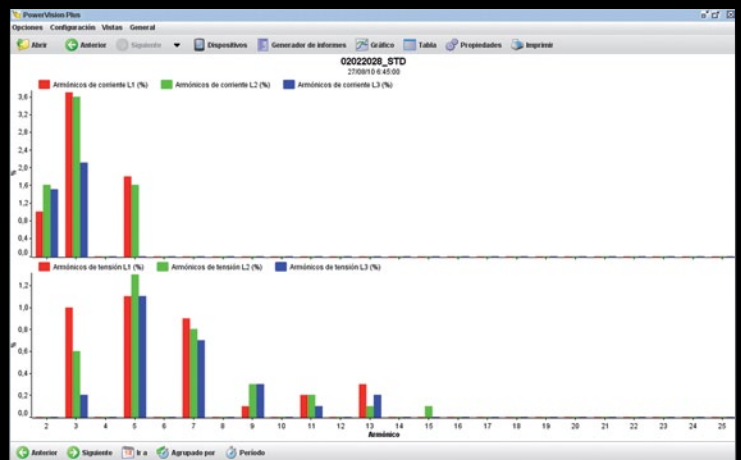 PowerVision Plus
Opciones Configuración Vistas General
Abrir Anterior Siguiente Dispositivos Generador de informes Gráfico Tabla Propiedades Imprimir
02022028_STD
27/08/10 6:45:00
Armónicos de corriente L1 (%) Armónicos de corriente L2 (%) Armónicos de corriente L3 (%)
3,6
3,2
2,8
2,4
%
2,0
1,6
1,2
0,8
0,4
0,0
Armónicos de tensión L1 (%) Armónicos de tensión L2 (%) Armónicos de tensión L3 (%)
1,2
1,0
0,8
%
0,6
0,4
0,2
0,0
2 3 4 5 6 7 8 9 10 11 12 13 14 15 16 17 18 19 20 21 22 23 24 25
Armónico
Anterior Siguiente Ir a Agrupado por Período